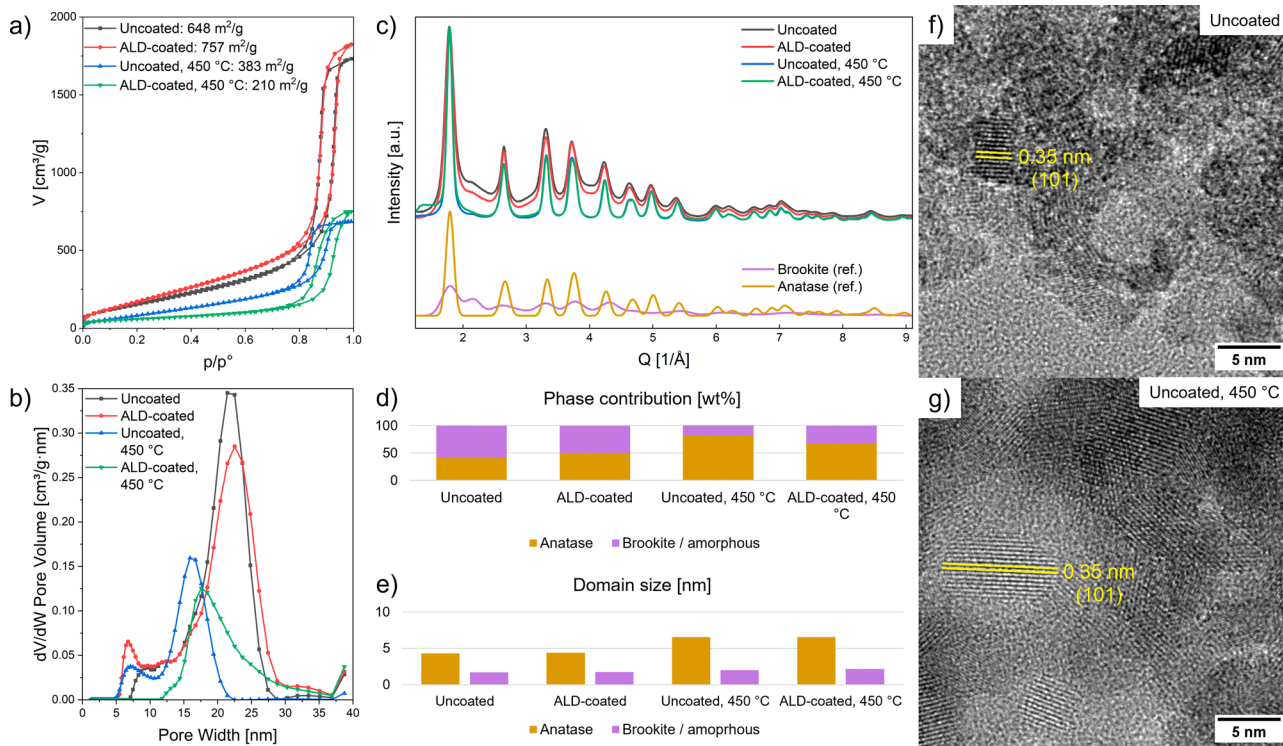 a)
Uncoated: 648 m²/g
ALD-coated: 757 m²/g
Uncoated, 450 °C: 383 m²/g
ALD-coated, 450 °C: 210 m²/g
2000
1750
1500
1250
1000
750
500
250
0
V [cm³/g]
0.0 0.2 0.4 0.6 0.8 1.0
p/p°
b)
Uncoated
ALD-coated
Uncoated,
450 °C
ALD-coated,
450 °C
0.35
0.30
0.25
0.20
0.15
0.10
0.05
0.00
dV/dW Pore Volume [cm³/g·nm]
0 5 10 15 20 25 30 35 40
Pore Width [nm]
c)
Uncoated
ALD-coated
Uncoated, 450 °C
ALD-coated, 450 °C
Intensity [a.u.]
Brookite (ref.)
Anatase (ref.)
2 3 4 5 6 7 8 9
Q [1/Å]
d)
Phase contribution [wt%]
100
50
0
Uncoated ALD-coated Uncoated, 450 °C ALD-coated, 450
°C
Anatase Brookite / amorphous
e)
Domain size [nm]
10
5
0
Uncoated ALD-coated Uncoated, 450 °C ALD-coated, 450 °C
Anatase Brookite / amoprhous
f)
Uncoated
0.35 nm
(101)
5 nm
g)
Uncoated, 450 °C
0.35 nm
(101)
5 nm